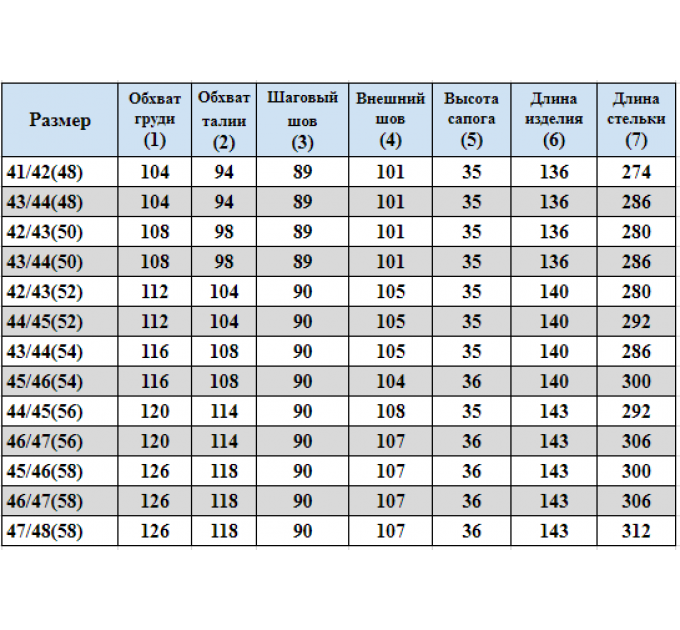 Размер Обхват груди (1) Обхват талии (2) Шаговый шов (3) Внешний шов (4) Высота сапога (5) Длина изделия (6) Длина стельки (7)
41/42(48) 104 94 89 101 35 136 274
43/44(48) 104 94 89 101 35 136 286
42/43(50) 108 98 89 101 35 136 280
43/44(50) 108 98 89 101 35 136 286
42/43(52) 112 104 90 105 35 140 280
44/45(52) 112 104 90 105 35 140 292
43/44(54) 116 108 90 105 35 140 286
45/46(54) 116 108 90 104 36 140 300
44/45(56) 120 114 90 108 35 143 292
46/47(56) 120 114 90 107 36 143 306
45/46(58) 126 118 90 107 36 143 300
46/47(58) 126 118 90 107 36 143 306
47/48(58) 126 118 90 107 36 143 312